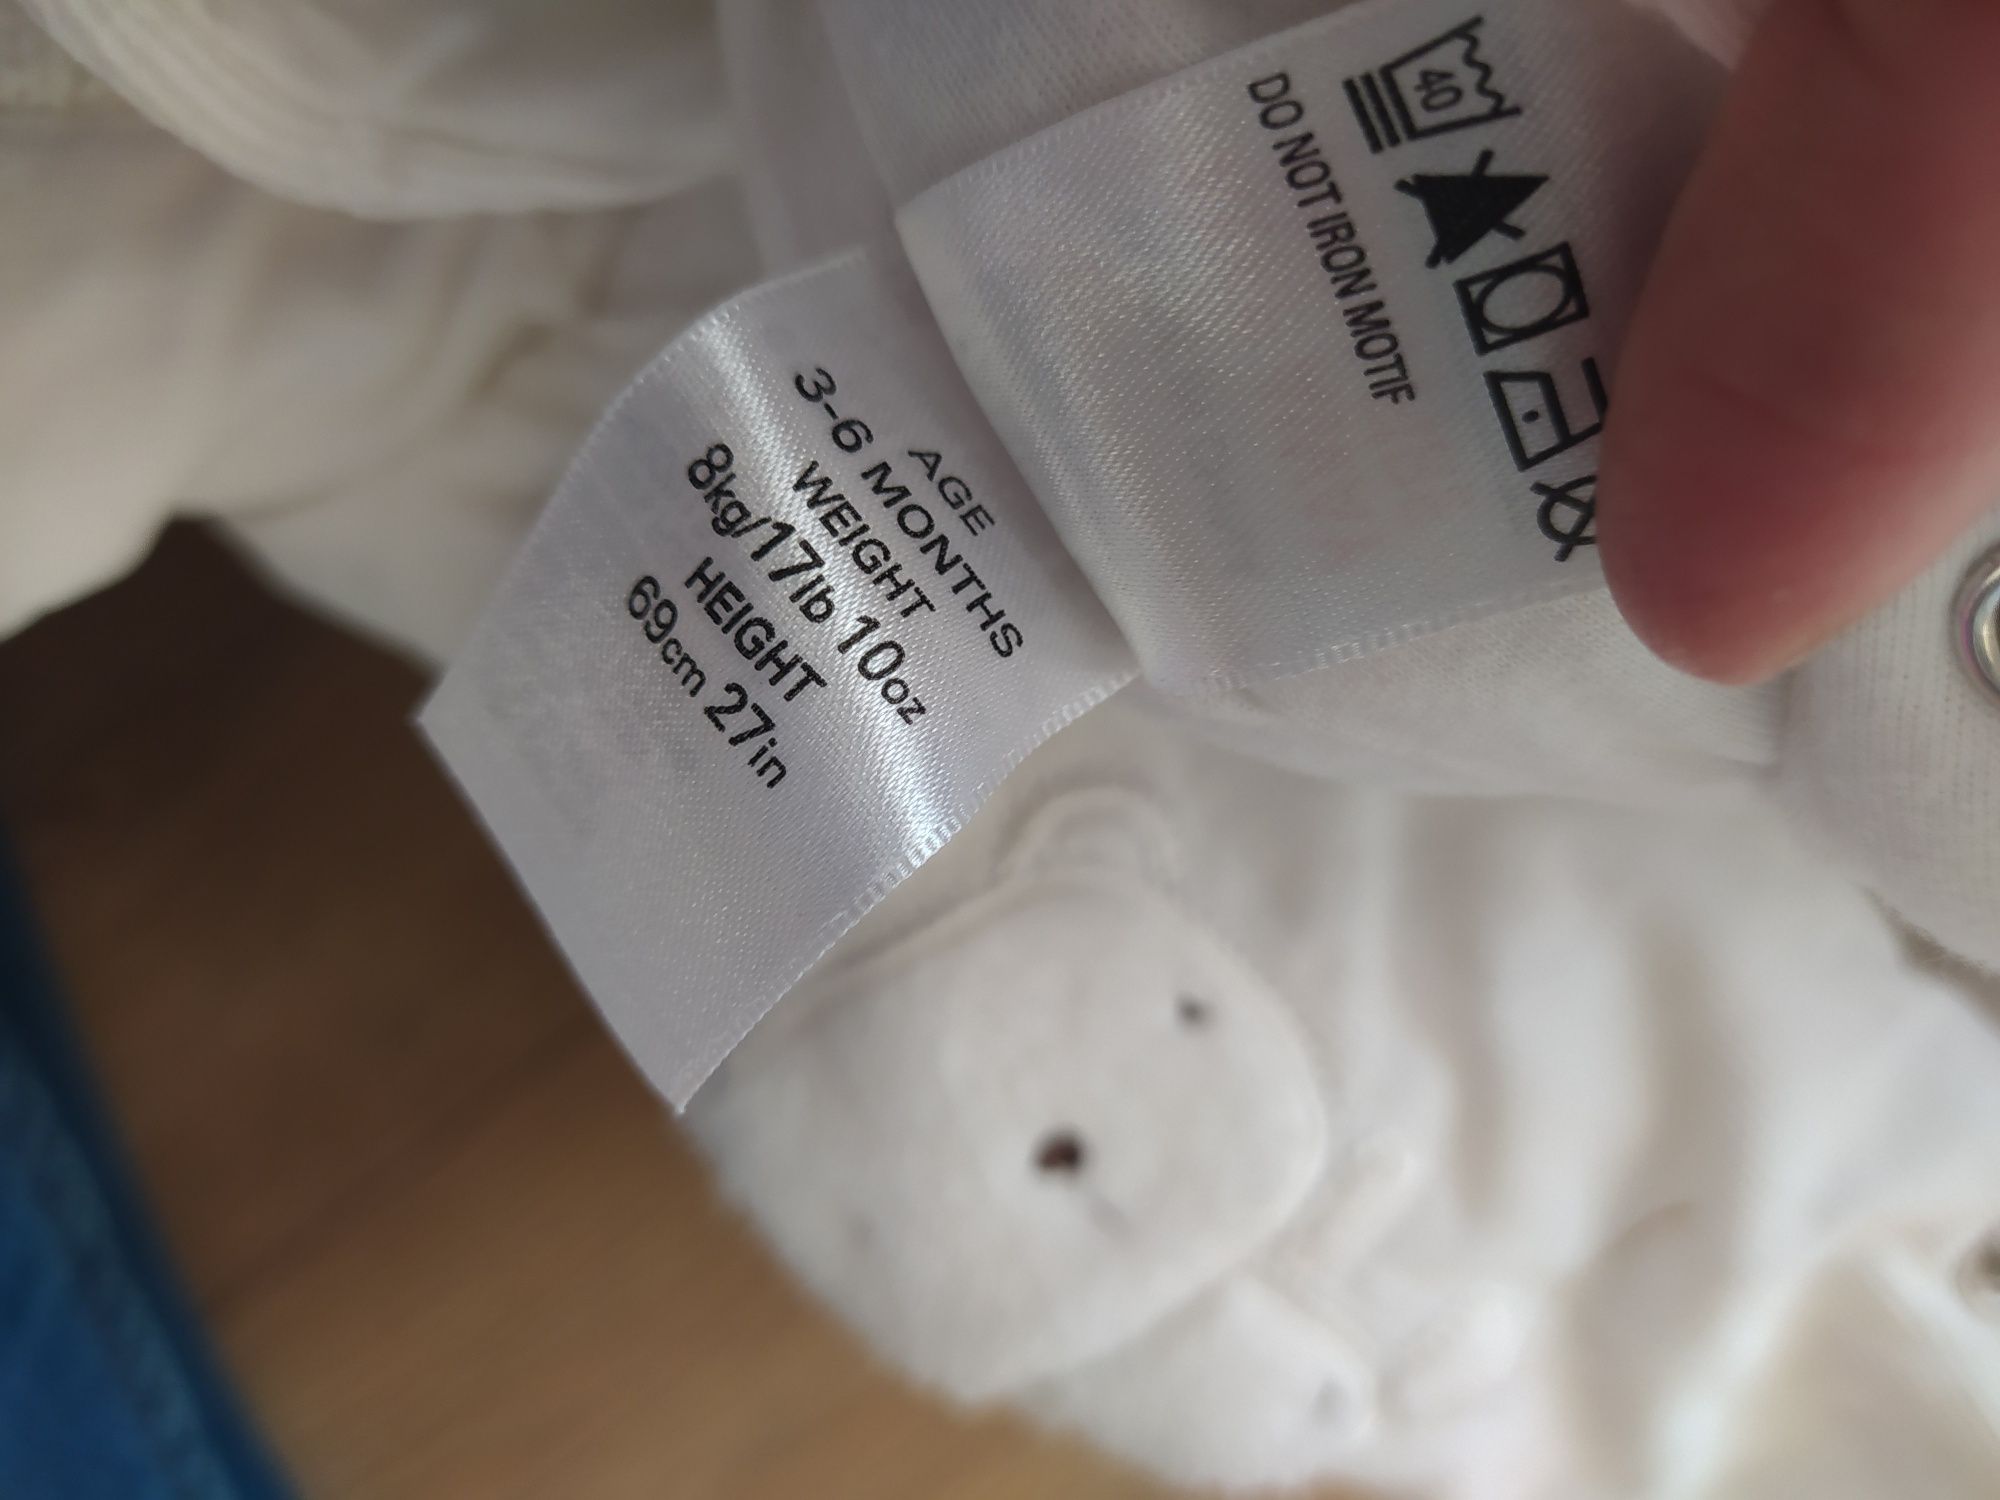 40
DO NOT IRON MOTIF
AGE
3-6 MONTHS
WEIGHT
8kg/17lb 10oz
HEIGHT
69cm 27in